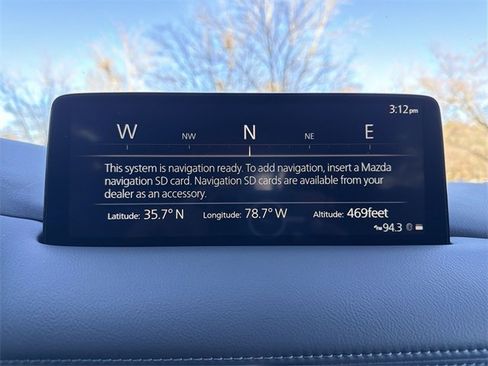 3:12pm
W NW N NE E
This system is navigation ready. To add navigation, insert a Mazda
navigation SD card. Navigation SD cards are available from your
dealer as an accessory.
Latitude: 35.7° N Longitude: 78.7° W Altitude: 469feet
94.3